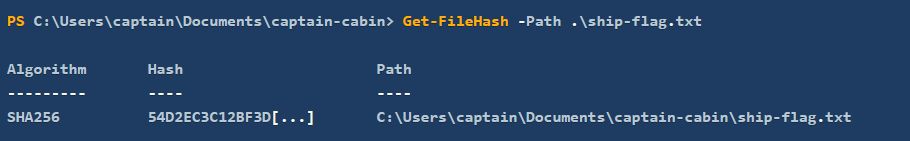 PS C:\Users\captain\Documents\captain-cabin> Get-FileHash -Path .\ship-flag.txt
Algorithm Hash Path
--------- ---- ----
SHA256 54D2EC3C12BF3D[...] C:\Users\captain\Documents\captain-cabin\ship-flag.txt